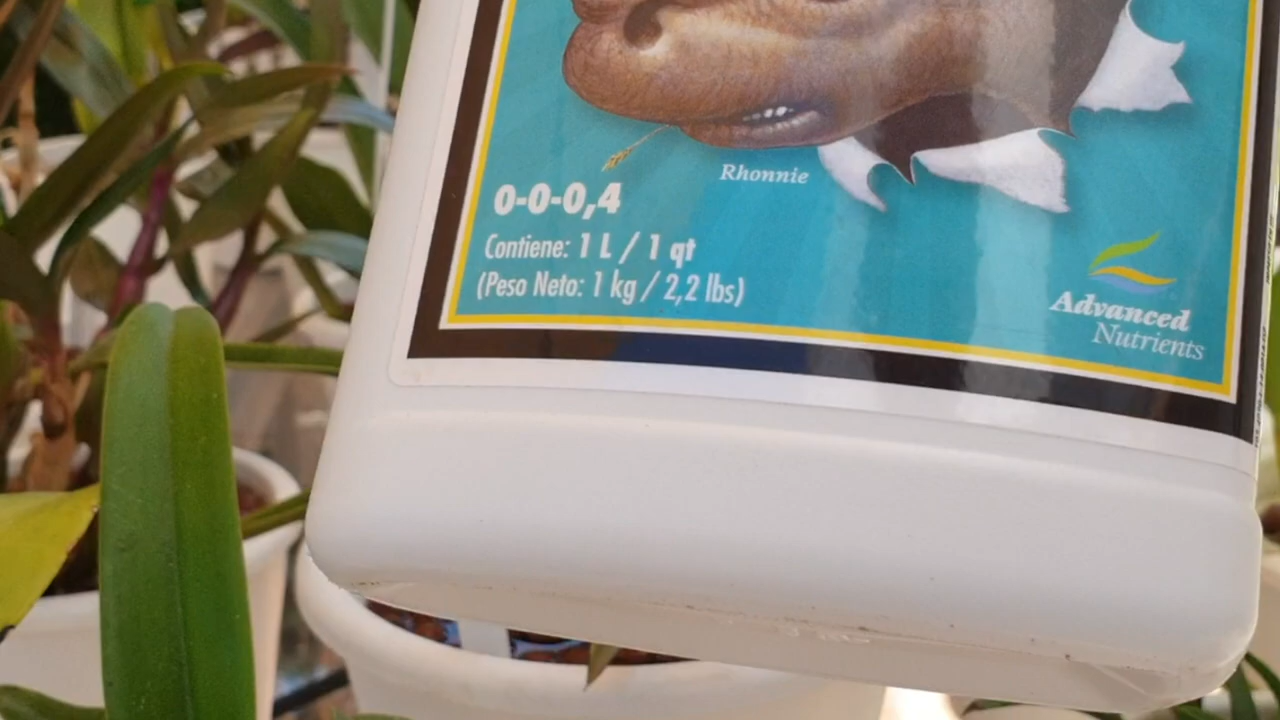 Rhonnie
0-0-0,4
Contiene: 1 L / 1 qt
(Peso Neto: 1 kg / 2,2 lbs)
Advanced
Nutrients